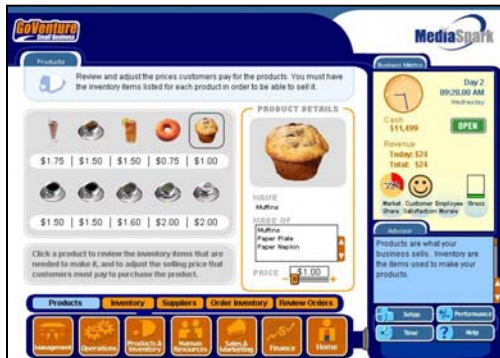 GoVenture
Small Business
MediaSpark
Products
Review and adjust the prices customers pay for the products. You must have
the inventory items listed for each product in order to be able to sell it.
$1.75 | $1.50 | $1.50 | $0.75 | $1.00
$1.50 | $1.50 | $1.60 | $2.00 | $2.00
Click a product to review the inventory items that are
needed to make it, and to adjust the selling price that
customers must pay to purchase the product.
PRODUCT DETAILS
NAME
Muffins
MADE OF
Muffins
Paper Plate
Paper Napkin
PRICE
$1.00
- +
Business Metrics
Day 2
09:20.00 AM
Wednesday
Cash
$11,499
OPEN
Revenue
Today: $24
Total: $24
Market Share
Customer Satisfaction
Employee Morale
Stress
Advisor
Products are what your
business sells. Inventory are
the items used to make your
products.
Setup
Performance
Time
Help
Products
Inventory
Suppliers
Order Inventory
Review Orders
Management
Operations
Products & Inventory
Human Resources
Sales & Marketing
Finance
Home